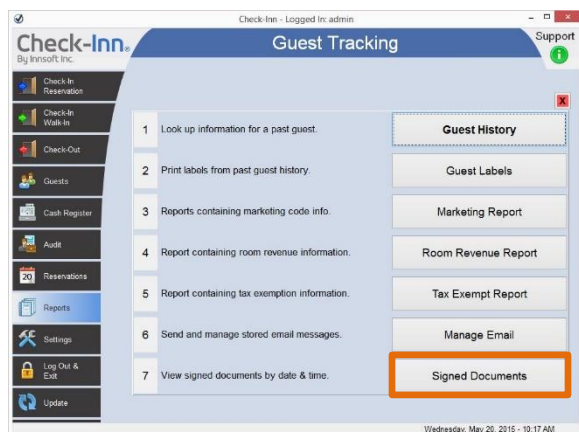 Check-Inn - Logged In: admin
Check-Inn®
By Innsoft Inc.
Guest Tracking
Support
Check-In
Reservation
Check-In
Walk-In
Check-Out
Guests
Cash Register
Audit
20
Reservations
Reports
Settings
Log Out &
Exit
Update
X
1 Look up information for a past guest. Guest History
2 Print labels from past guest history. Guest Labels
3 Reports containing marketing code info. Marketing Report
4 Report containing room revenue information. Room Revenue Report
5 Report containing tax exemption information. Tax Exempt Report
6 Send and manage stored email messages. Manage Email
7 View signed documents by date & time. Signed Documents
Wednesday, May 20, 2015 - 10:17 AM